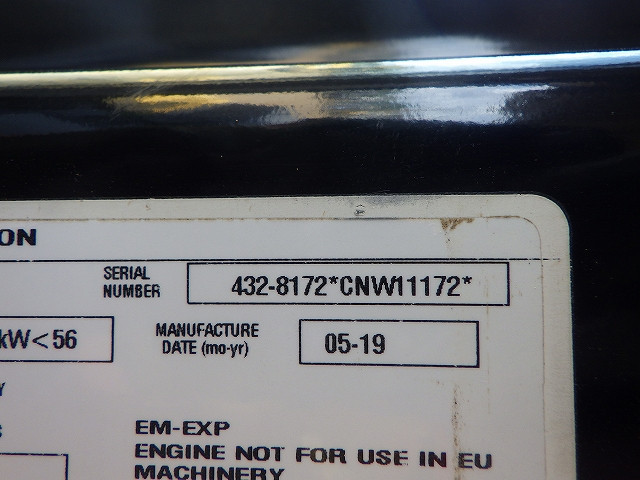 ON
SERIAL NUMBER 432-8172*CNW11172*
kW<56 MANUFACTURE DATE (mo-yr) 05-19
Y
EM-EXP
ENGINE NOT FOR USE IN EU
MACHINERY